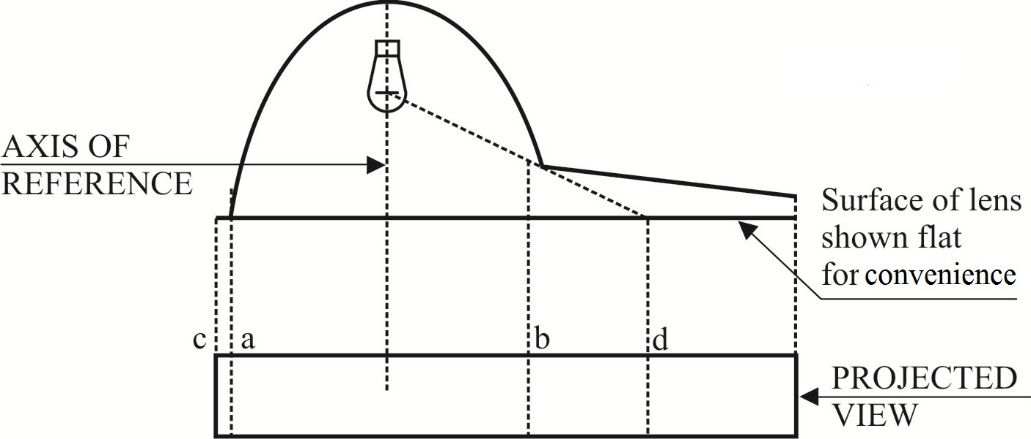 AXIS OF
REFERENCE
Surface of lens
shown flat
for convenience
c
a
b
d
PROJECTED
VIEW